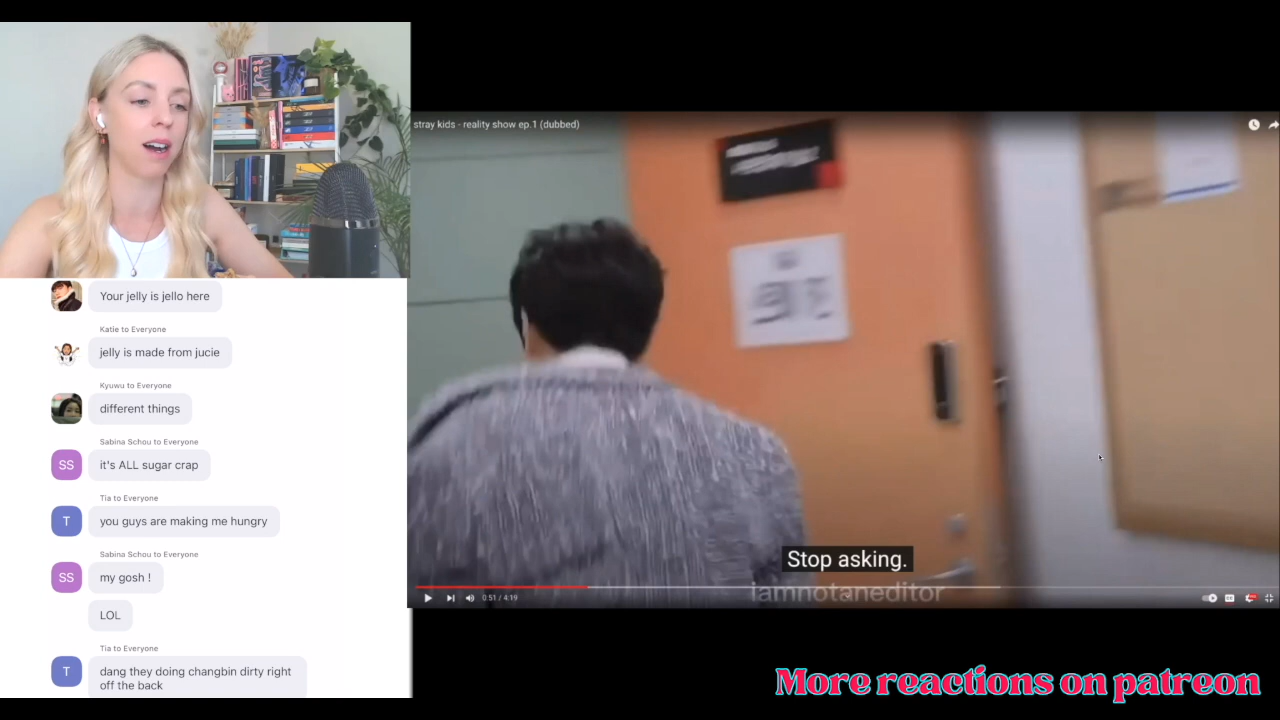 stray kids - reality show ep.1 (dubbed)
Your jelly is jello here
Katie to Everyone
jelly is made from jucie
Kyuwu to Everyone
different things
Sabina Schou to Everyone
SS
it's ALL sugar crap
Tia to Everyone
T
you guys are making me hungry
Sabina Schou to Everyone
SS
my gosh !
LOL
Tia to Everyone
T
dang they doing changbin dirty right
off the back
Stop asking.
iamnotaneditor
0:51 / 4:19
More reactions on patreon